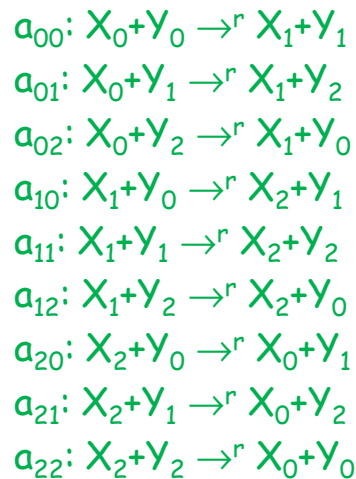 a₀₀: X₀+Y₀ →ʳ X₁+Y₁
a₀₁: X₀+Y₁ →ʳ X₁+Y₂
a₀₂: X₀+Y₂ →ʳ X₁+Y₀
a₁₀: X₁+Y₀ →ʳ X₂+Y₁
a₁₁: X₁+Y₁ →ʳ X₂+Y₂
a₁₂: X₁+Y₂ →ʳ X₂+Y₀
a₂₀: X₂+Y₀ →ʳ X₀+Y₁
a₂₁: X₂+Y₁ →ʳ X₀+Y₂
a₂₂: X₂+Y₂ →ʳ X₀+Y₀